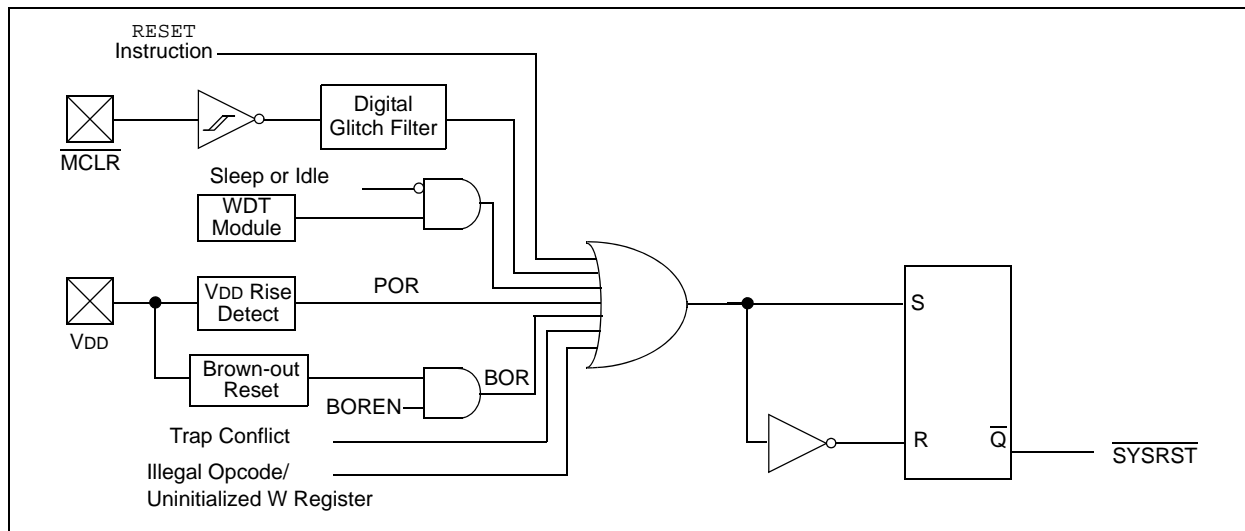 RESET
Instruction
Digital
Glitch Filter
MCLR
Sleep or Idle
WDT
Module
VDD
VDD Rise
Detect
POR
Brown-out
Reset
BOREN
BOR
Trap Conflict
Illegal Opcode/
Uninitialized W Register
S
R
Q
SYSRST